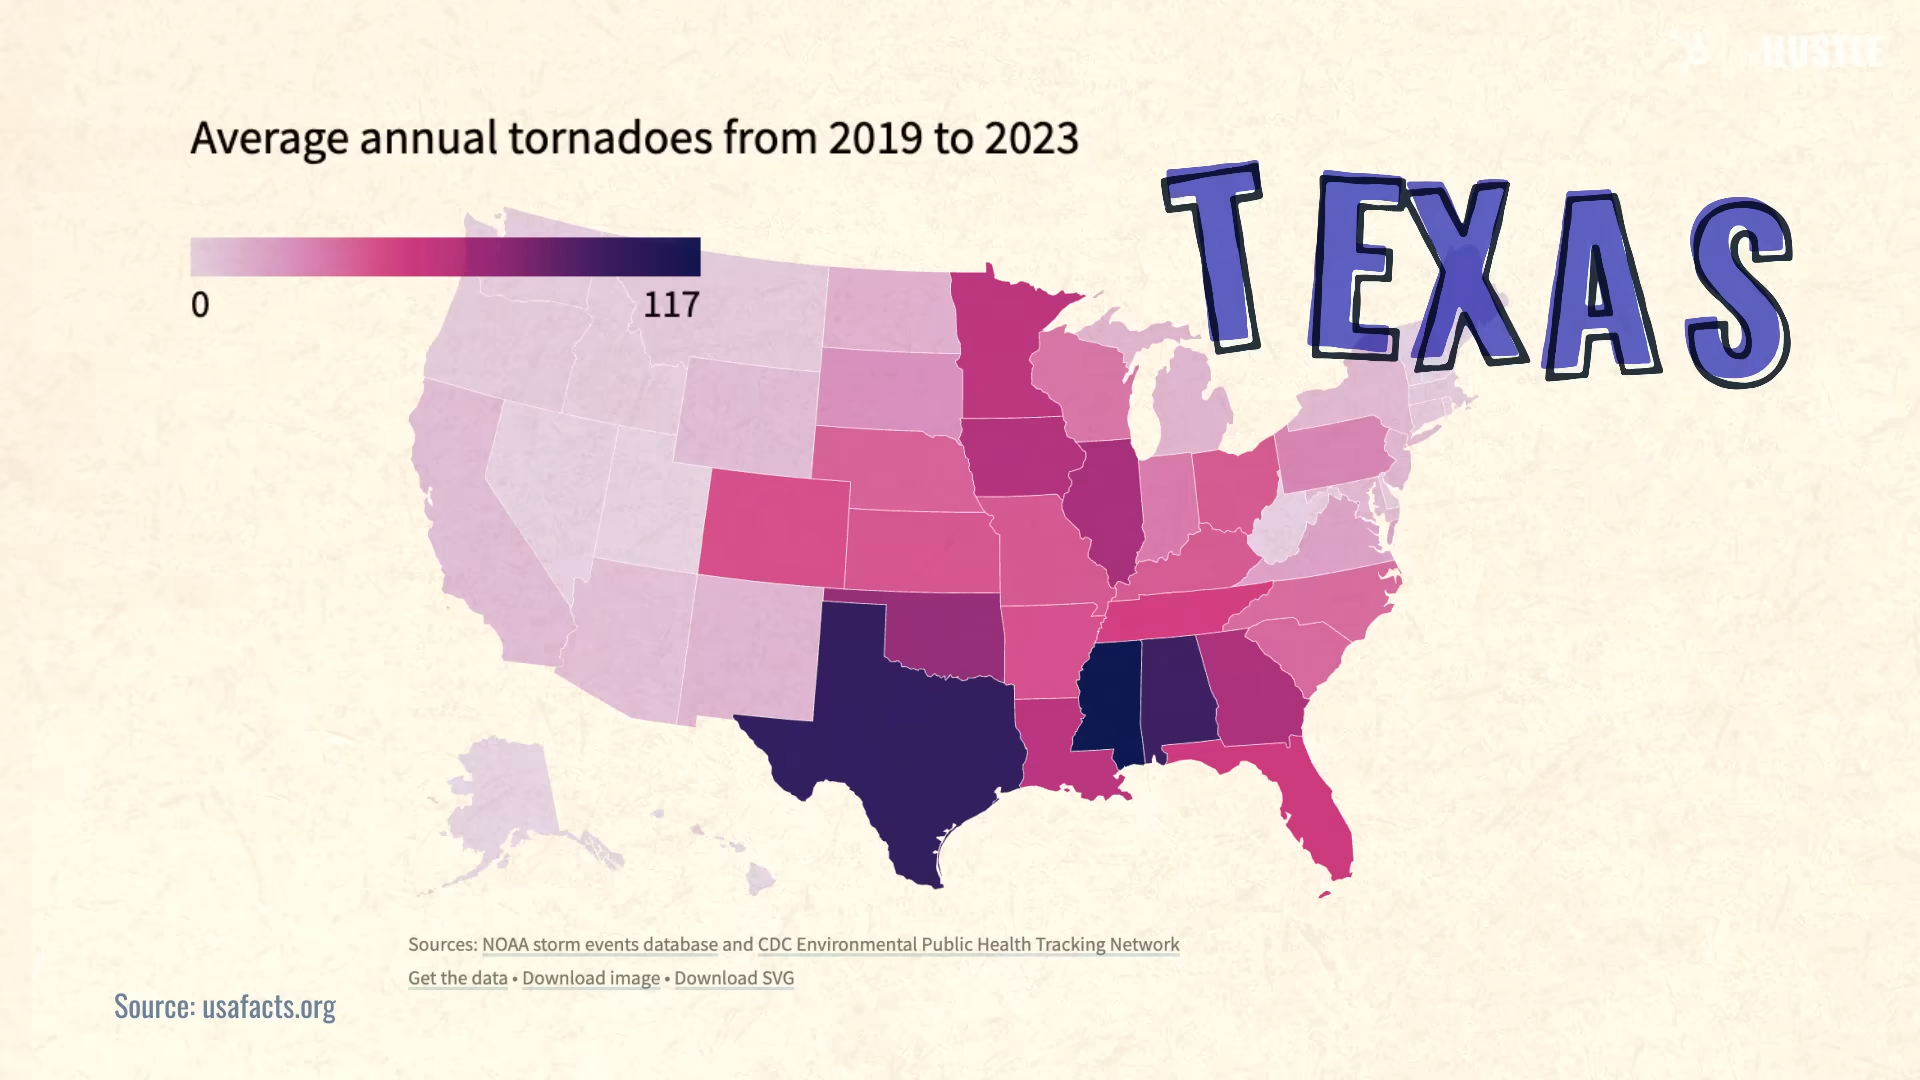 HUSTLE
Average annual tornadoes from 2019 to 2023
TEXAS
0 117
Sources: NOAA storm events database and CDC Environmental Public Health Tracking Network
Get the data • Download image • Download SVG
Source: usafacts.org